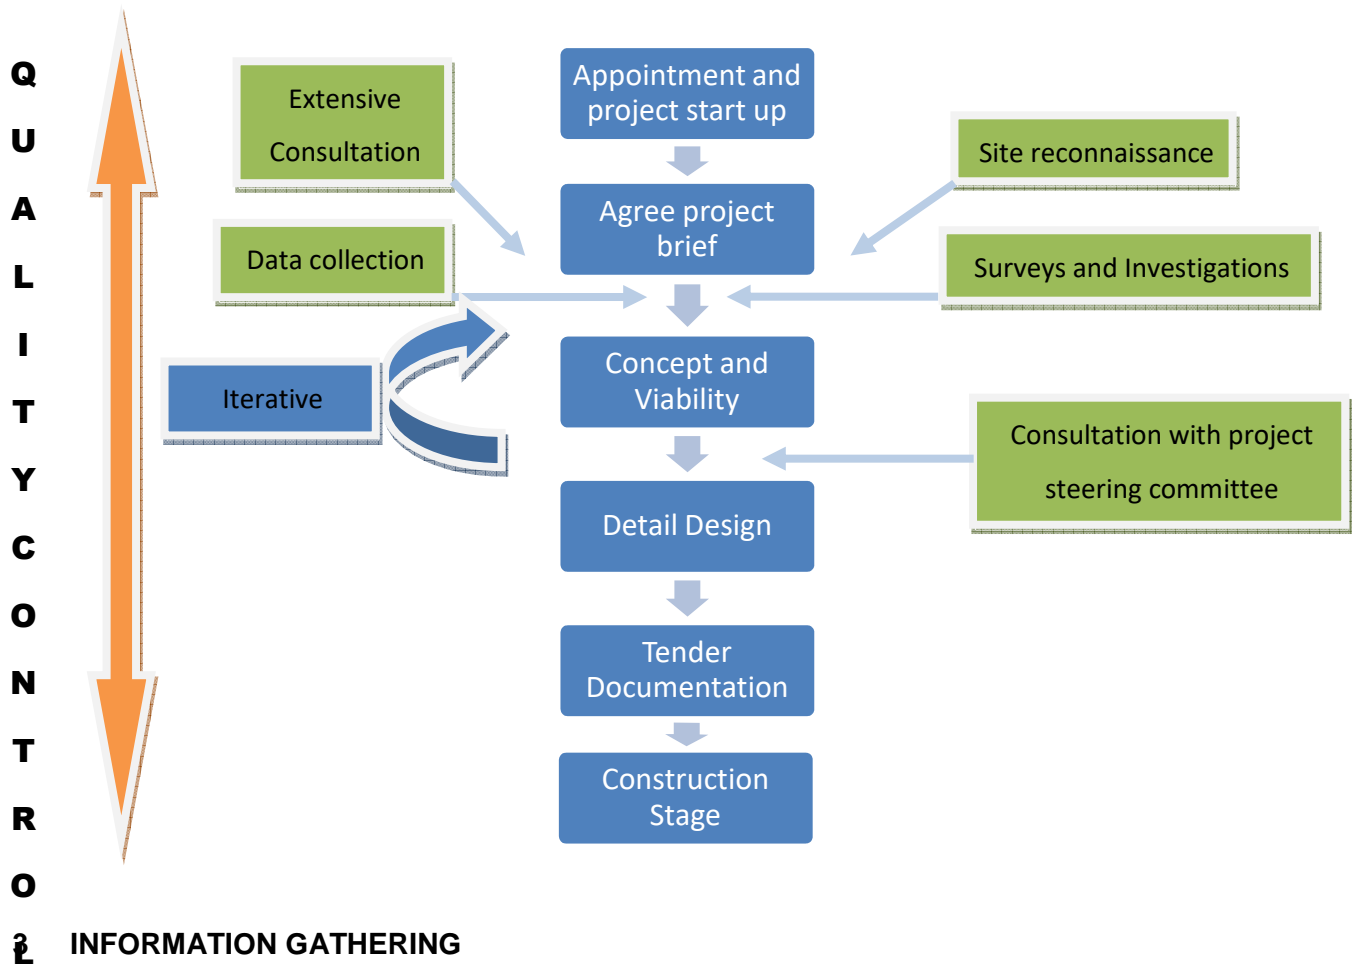 Q
U
A
L
I
T
Y
C
O
N
T
R
O
L
Appointment and
project start up
Extensive
Consultation
Site reconnaissance
Agree project
brief
Data collection
Surveys and Investigations
Concept and
Viability
Iterative
Consultation with project
steering committee
Detail Design
Tender
Documentation
Construction
Stage
3 INFORMATION GATHERING